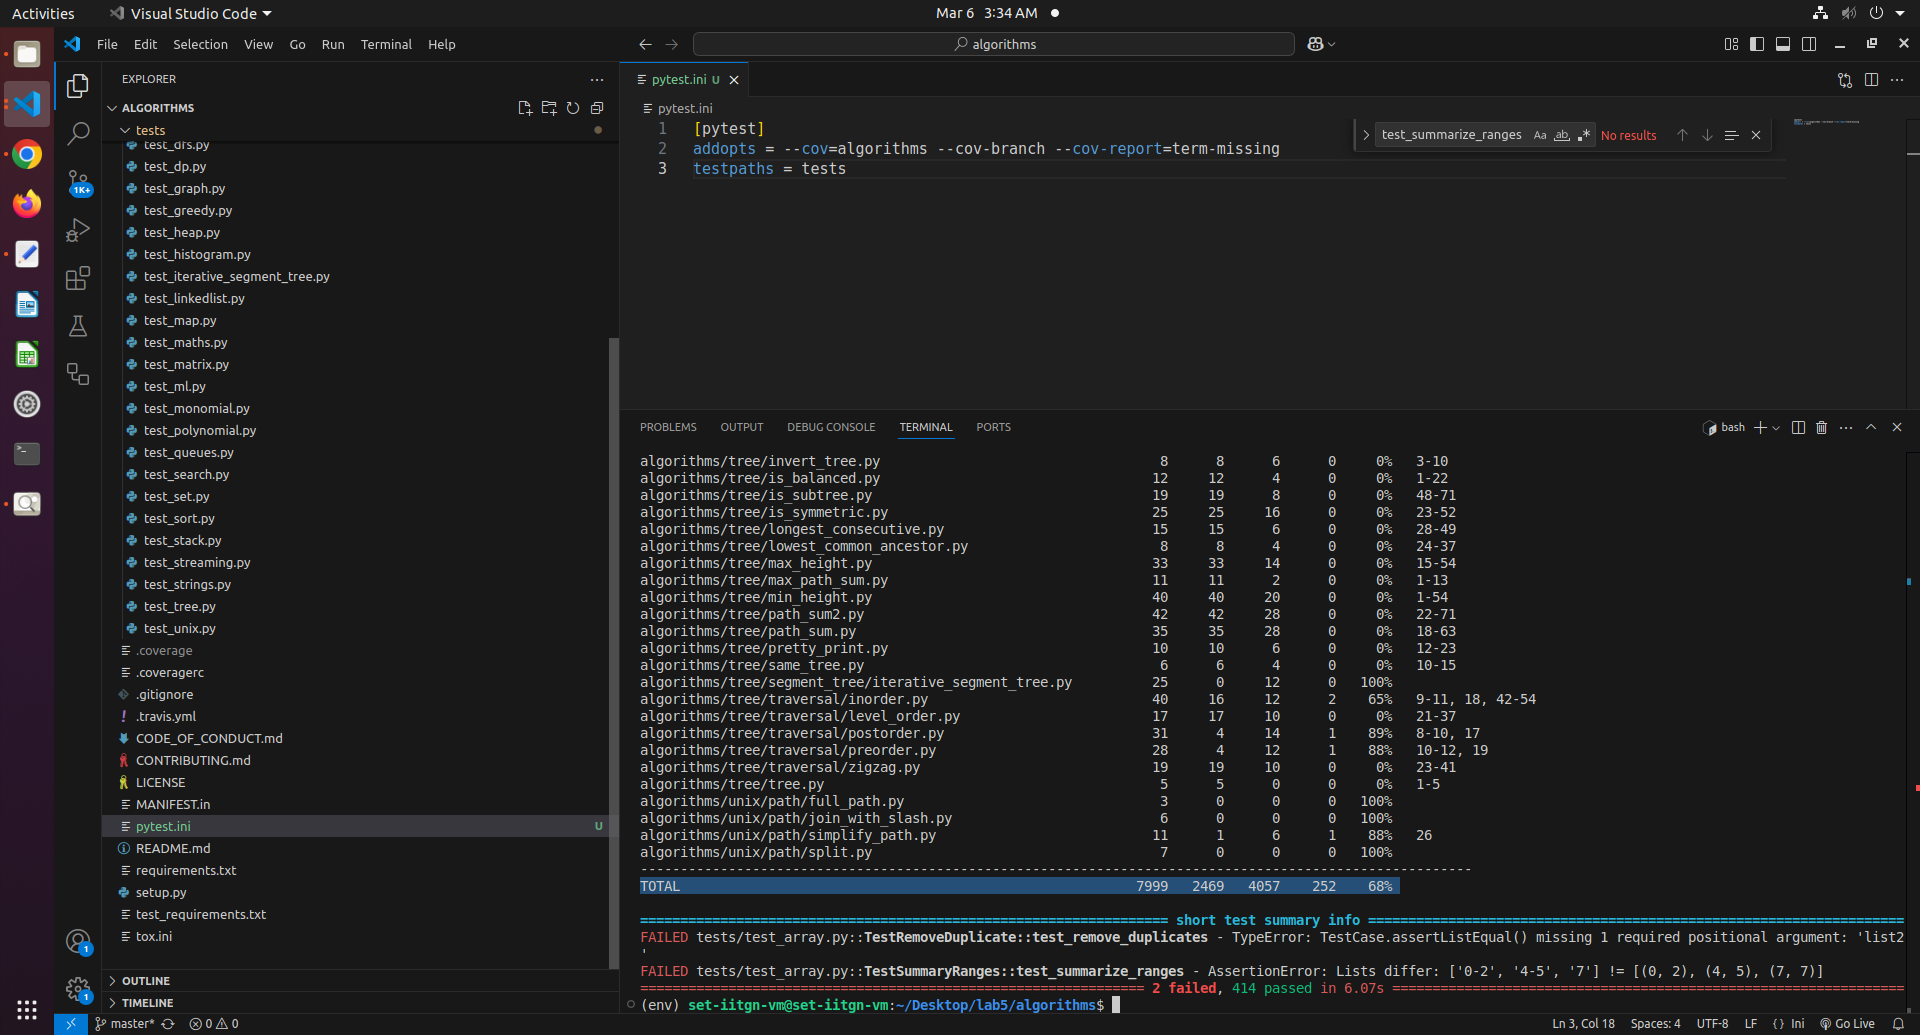 Activities
Visual Studio Code
Mar 6 3:34 AM
File Edit Selection View Go Run Terminal Help
algorithms
EXPLORER
ALGORITHMS
tests
test_dfs.py
test_dp.py
test_graph.py
test_greedy.py
test_heap.py
test_histogram.py
test_iterative_segment_tree.py
test_linkedlist.py
test_map.py
test_maths.py
test_matrix.py
test_ml.py
test_monomial.py
test_polynomial.py
test_queues.py
test_search.py
test_set.py
test_sort.py
test_stack.py
test_streaming.py
test_strings.py
test_tree.py
test_unix.py
.coverage
.coveragerc
.gitignore
.travis.yml
CODE_OF_CONDUCT.md
CONTRIBUTING.md
LICENSE
MANIFEST.in
pytest.ini U
README.md
requirements.txt
setup.py
test_requirements.txt
tox.ini
OUTLINE
TIMELINE
1K+
1
1
pytest.ini U
pytest.ini
1 [pytest]
2 addopts = --cov=algorithms --cov-branch --cov-report=term-missing
3 testpaths = tests
test_summarize_ranges Aa ab .* No results
PROBLEMS OUTPUT DEBUG CONSOLE TERMINAL PORTS
bash
algorithms/tree/invert_tree.py 8 8 6 0 0% 3-10
algorithms/tree/is_balanced.py 12 12 4 0 0% 1-22
algorithms/tree/is_subtree.py 19 19 8 0 0% 48-71
algorithms/tree/is_symmetric.py 25 25 16 0 0% 23-52
algorithms/tree/longest_consecutive.py 15 15 6 0 0% 28-49
algorithms/tree/lowest_common_ancestor.py 8 8 4 0 0% 24-37
algorithms/tree/max_height.py 33 33 14 0 0% 15-54
algorithms/tree/max_path_sum.py 11 11 2 0 0% 1-13
algorithms/tree/min_height.py 40 40 20 0 0% 1-54
algorithms/tree/path_sum2.py 42 42 28 0 0% 22-71
algorithms/tree/path_sum.py 35 35 28 0 0% 18-63
algorithms/tree/pretty_print.py 10 10 6 0 0% 12-23
algorithms/tree/same_tree.py 6 6 4 0 0% 10-15
algorithms/tree/segment_tree/iterative_segment_tree.py 25 0 12 0 100%
algorithms/tree/traversal/inorder.py 40 16 12 2 65% 9-11, 18, 42-54
algorithms/tree/traversal/level_order.py 17 17 10 0 0% 21-37
algorithms/tree/traversal/postorder.py 31 4 14 1 89% 8-10, 17
algorithms/tree/traversal/preorder.py 28 4 12 1 88% 10-12, 19
algorithms/tree/traversal/zigzag.py 19 19 10 0 0% 23-41
algorithms/tree/tree.py 5 5 0 0 0% 1-5
algorithms/unix/path/full_path.py 3 0 0 0 100%
algorithms/unix/path/join_with_slash.py 6 0 0 0 100%
algorithms/unix/path/simplify_path.py 11 1 6 1 88% 26
algorithms/unix/path/split.py 7 0 0 0 100%
TOTAL 7999 2469 4057 252 68%
short test summary info
FAILED tests/test_array.py::TestRemoveDuplicate::test_remove_duplicates - TypeError: TestCase.assertListEqual() missing 1 required positional argument: 'list2
'
FAILED tests/test_array.py::TestSummaryRanges::test_summarize_ranges - AssertionError: Lists differ: ['0-2', '4-5', '7'] != [(0, 2), (4, 5), (7, 7)]
2 failed, 414 passed in 6.07s
(env) set-iitgn-vm@set-iitgn-vm:~/Desktop/lab5/algorithms$
master* 0 0
Ln 3, Col 18 Spaces: 4 UTF-8 LF {} Ini Go Live